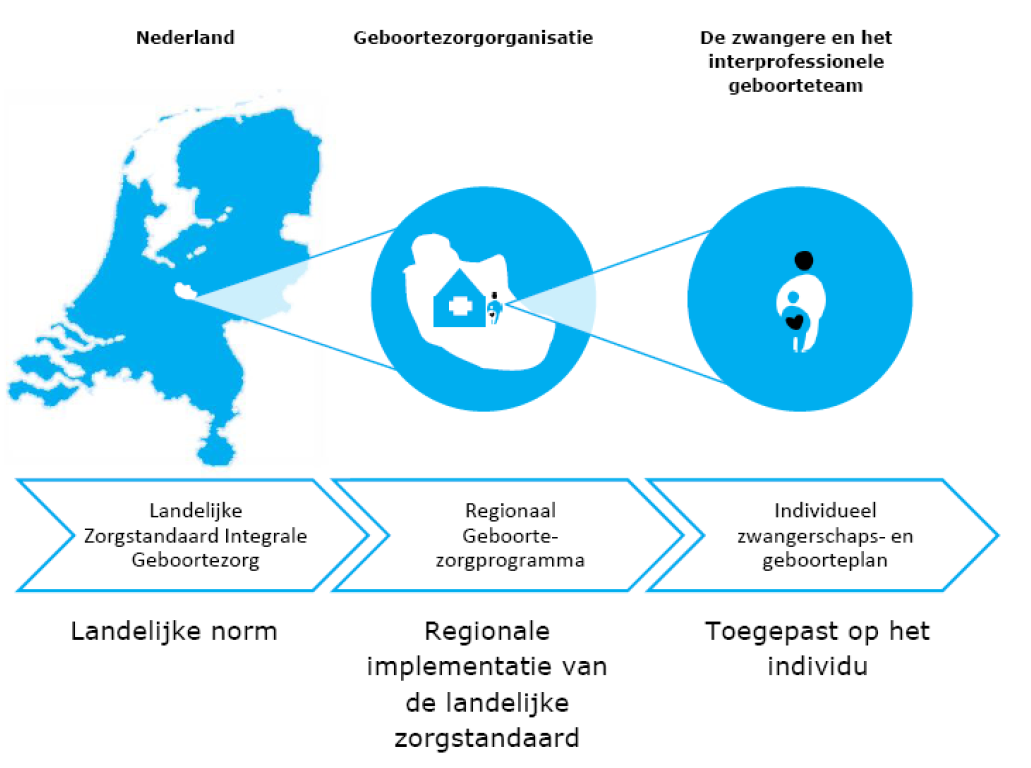 Nederland
Geboortezorgorganisatie
De zwangere en het
interprofessionele
geboorteteam
Landelijke
Zorgstandaard Integrale
Geboortezorg
Regionaal
Geboorte-
zorgprogramma
Individueel
zwangerschaps- en
geboorteplan
Landelijke norm
Regionale
implementatie van
de landelijke
zorgstandaard
Toegepast op het
individu